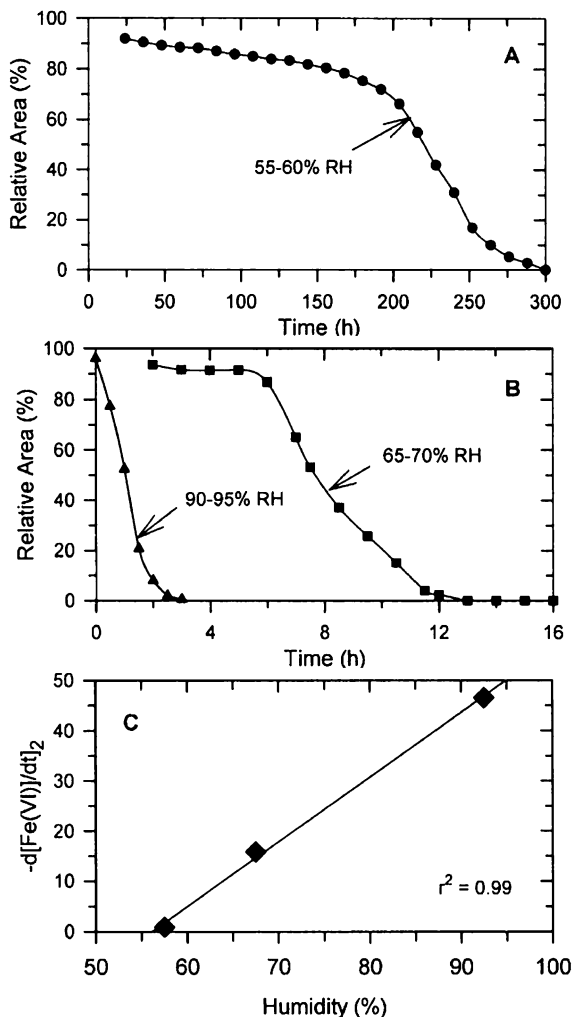 100
80
60
40
20
0
Relative Area (%)
A
55-60% RH
0 50 100 150 200 250 300
Time (h)
100
80
60
40
20
0
Relative Area (%)
B
65-70% RH
90-95% RH
0 4 8 12 16
Time (h)
50
40
30
20
10
0
-d[Fe(VI)]/dt]₂
C
r² = 0.99
50 60 70 80 90 100
Humidity (%)